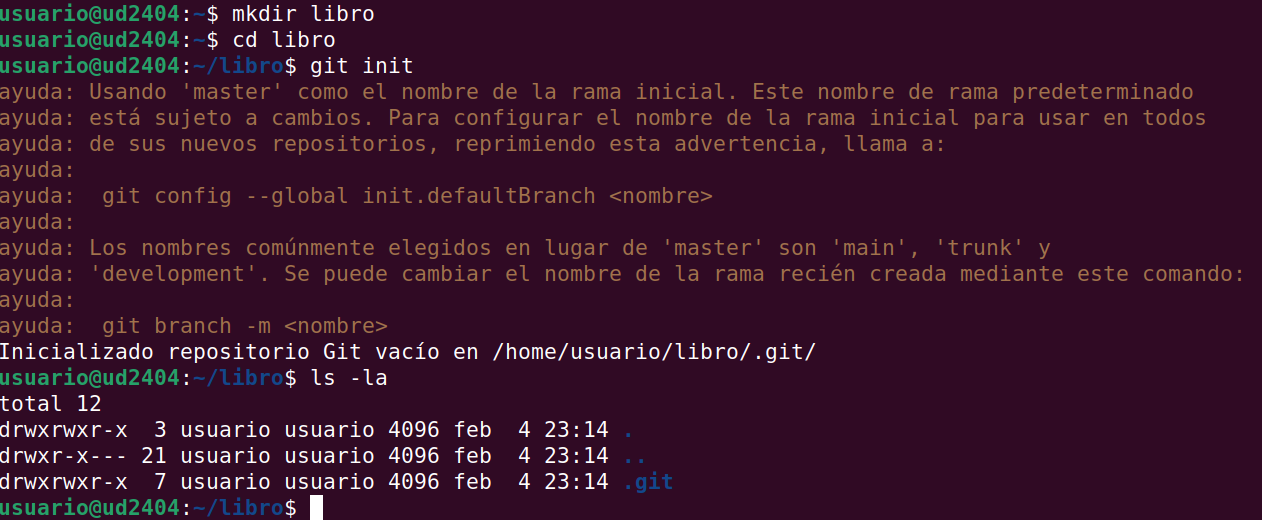 usuario@ud2404:~$ mkdir libro
usuario@ud2404:~$ cd libro
usuario@ud2404:~/libro$ git init
ayuda: Usando 'master' como el nombre de la rama inicial. Este nombre de rama predeterminado
ayuda: está sujeto a cambios. Para configurar el nombre de la rama inicial para usar en todos
ayuda: de sus nuevos repositorios, reprimiendo esta advertencia, llama a:
ayuda:
ayuda:  git config --global init.defaultBranch <nombre>
ayuda:
ayuda: Los nombres comúnmente elegidos en lugar de 'master' son 'main', 'trunk' y
ayuda: 'development'. Se puede cambiar el nombre de la rama recién creada mediante este comando:
ayuda:
ayuda:  git branch -m <nombre>
Inicializado repositorio Git vacío en /home/usuario/libro/.git/
usuario@ud2404:~/libro$ ls -la
total 12
drwxrwxr-x  3 usuario usuario 4096 feb  4 23:14 .
drwxr-x--- 21 usuario usuario 4096 feb  4 23:14 ..
drwxrwxr-x  7 usuario usuario 4096 feb  4 23:14 .git
usuario@ud2404:~/libro$